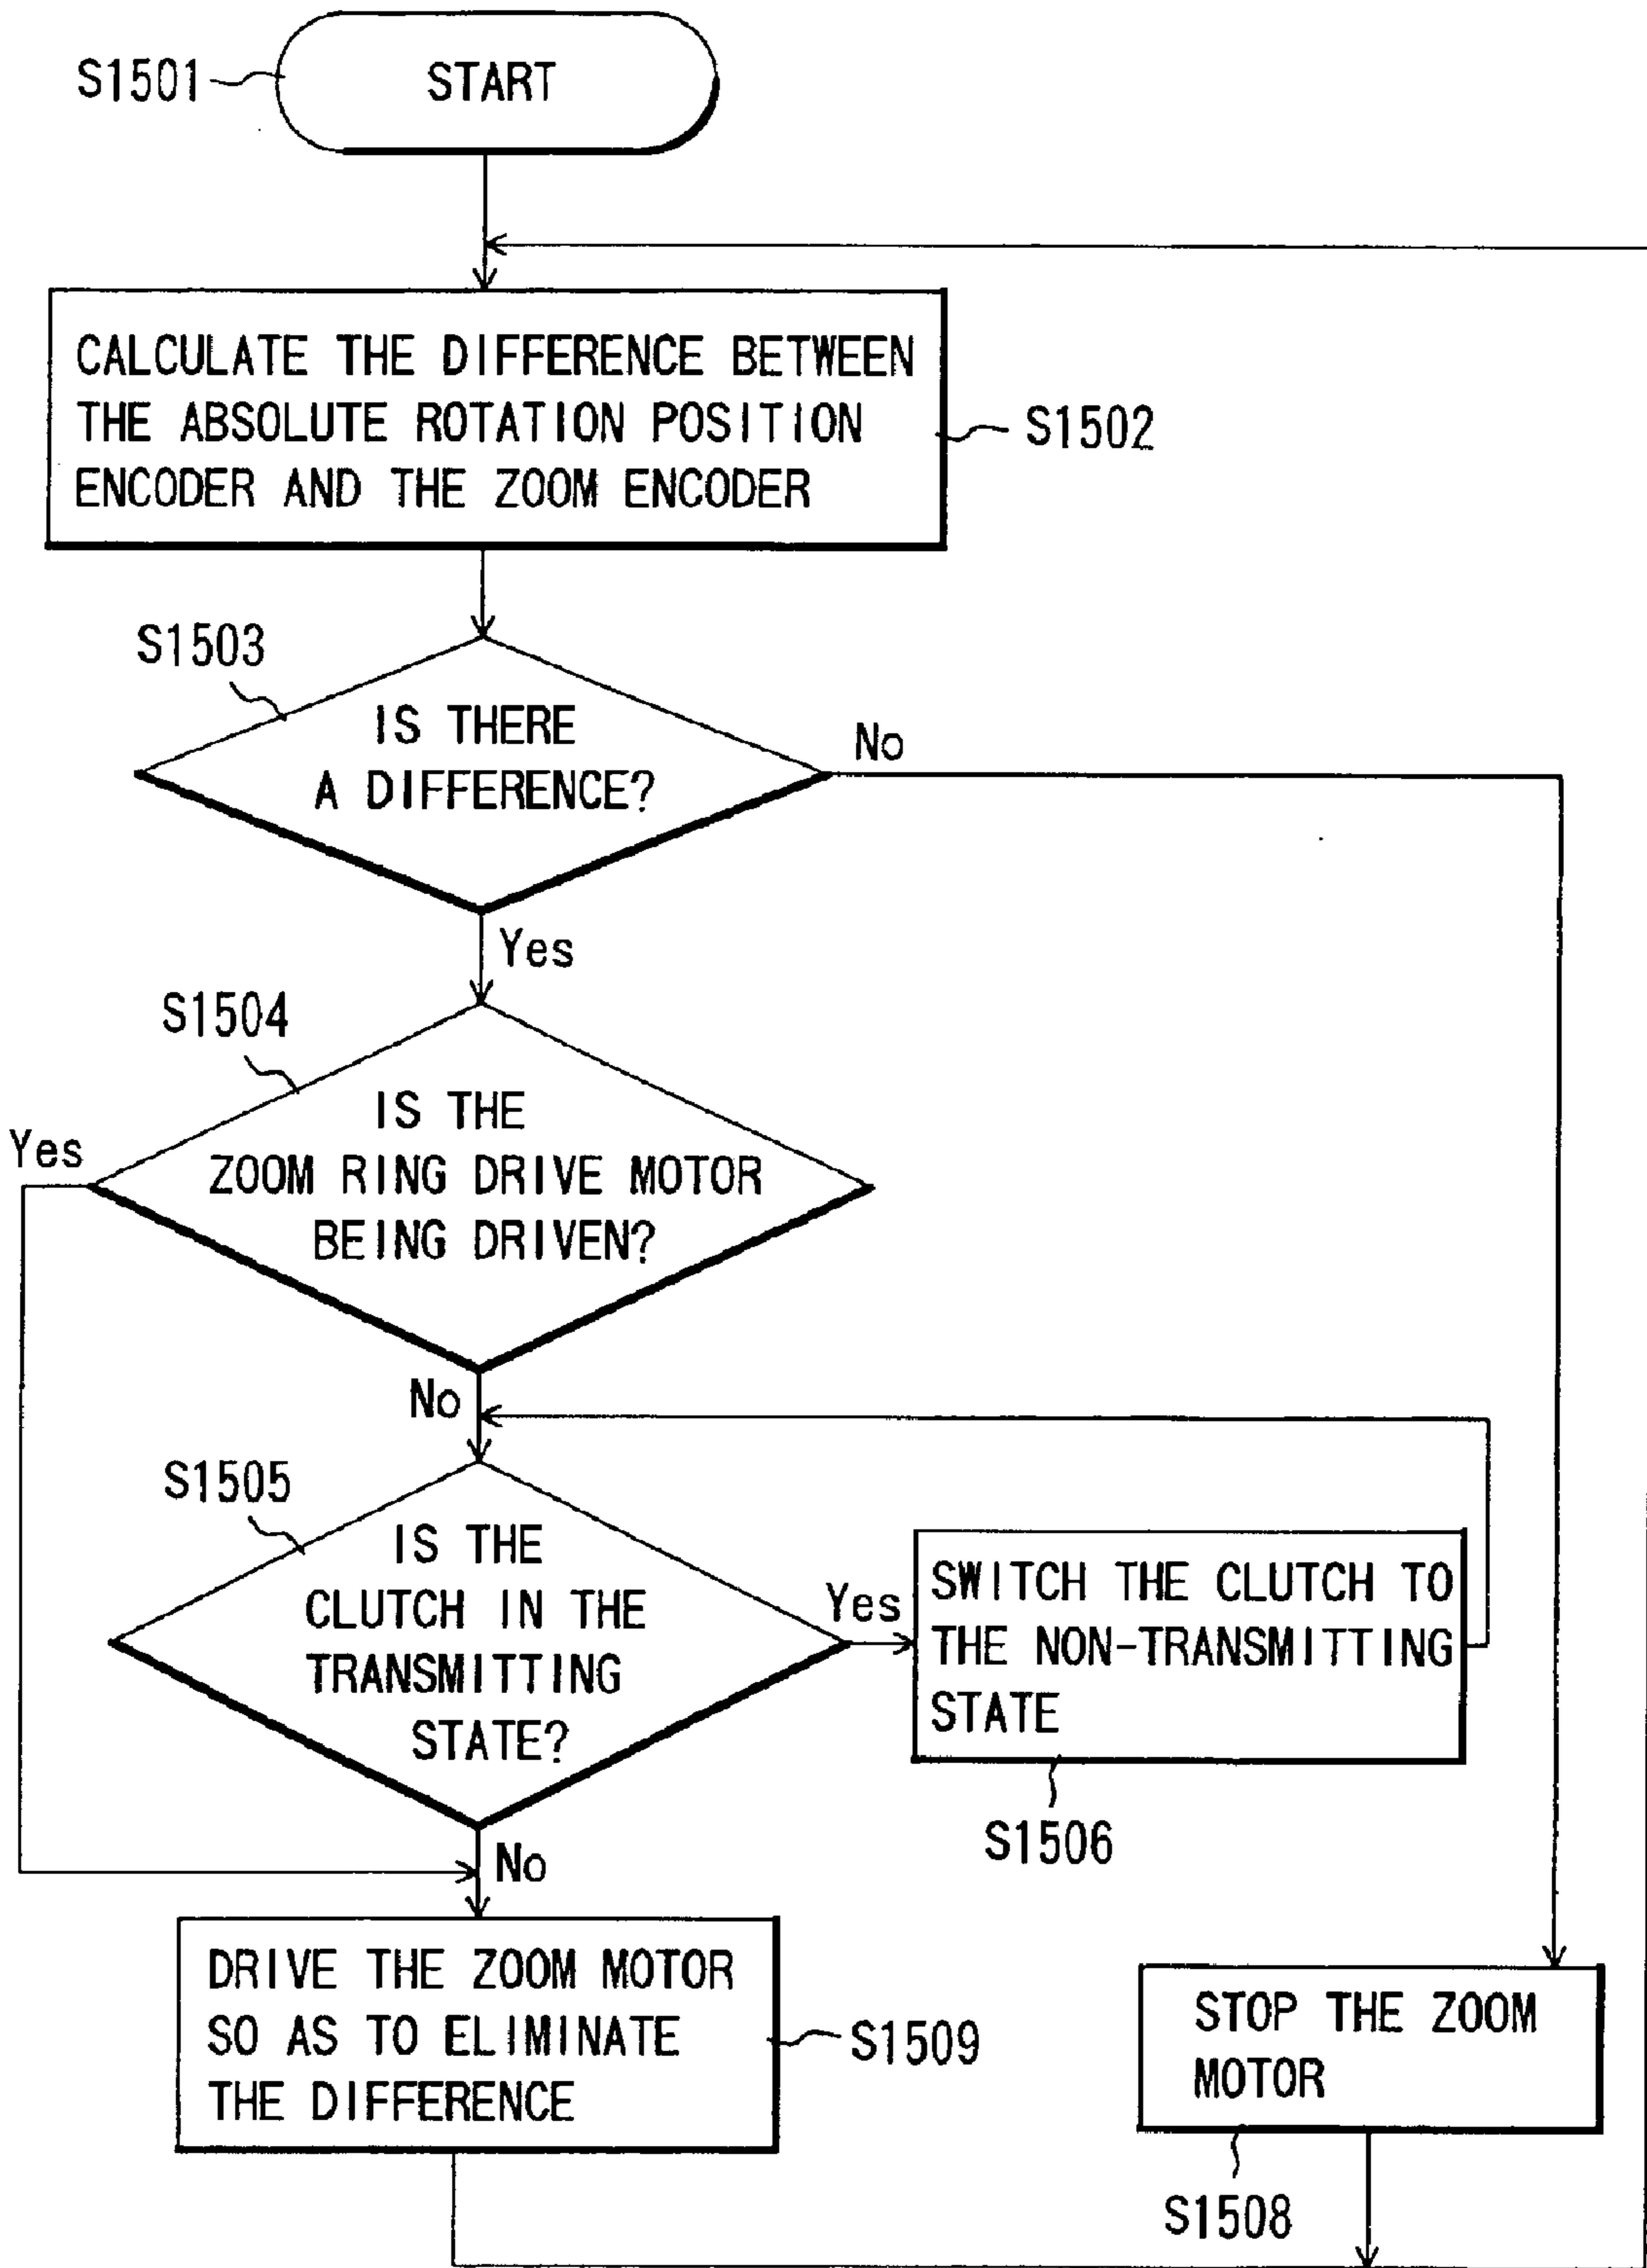 S1501
START
CALCULATE THE DIFFERENCE BETWEEN
THE ABSOLUTE ROTATION POSITION
ENCODER AND THE ZOOM ENCODER
S1502
S1503
IS THERE
A DIFFERENCE?
No
Yes
S1504
IS THE
ZOOM RING DRIVE MOTOR
BEING DRIVEN?
Yes
No
S1505
IS THE
CLUTCH IN THE
TRANSMITTING
STATE?
Yes
SWITCH THE CLUTCH TO
THE NON-TRANSMITTING
STATE
S1506
No
DRIVE THE ZOOM MOTOR
SO AS TO ELIMINATE
THE DIFFERENCE
S1509
STOP THE ZOOM
MOTOR
S1508